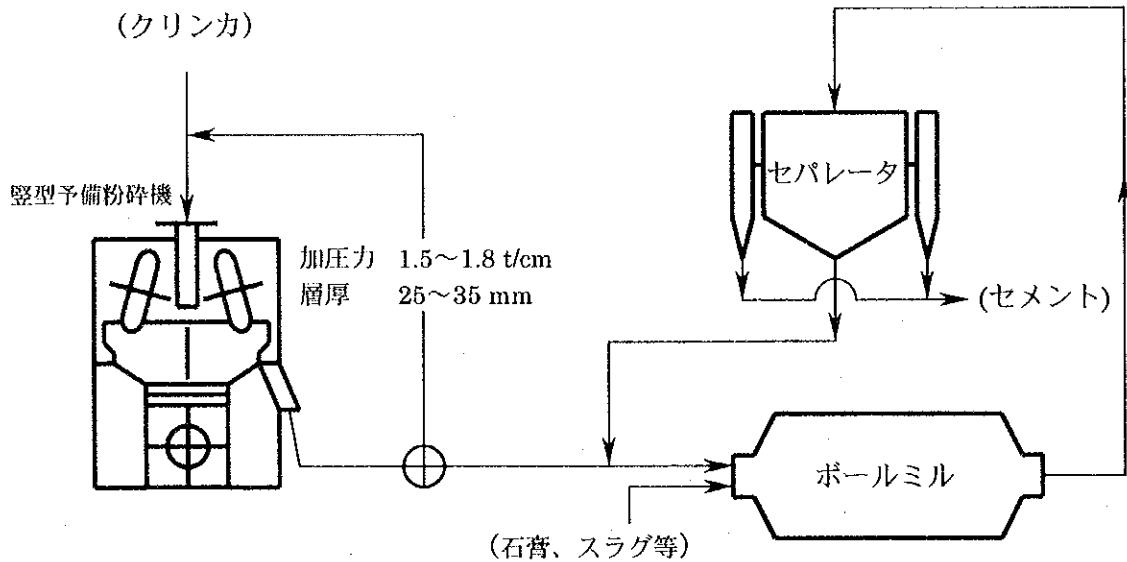 (クリンカ)
竪型予備粉砕機
加圧力 1.5～1.8 t/cm
層厚 25～35 mm
セパレータ
(セメント)
ボールミル
(石膏、スラグ等)